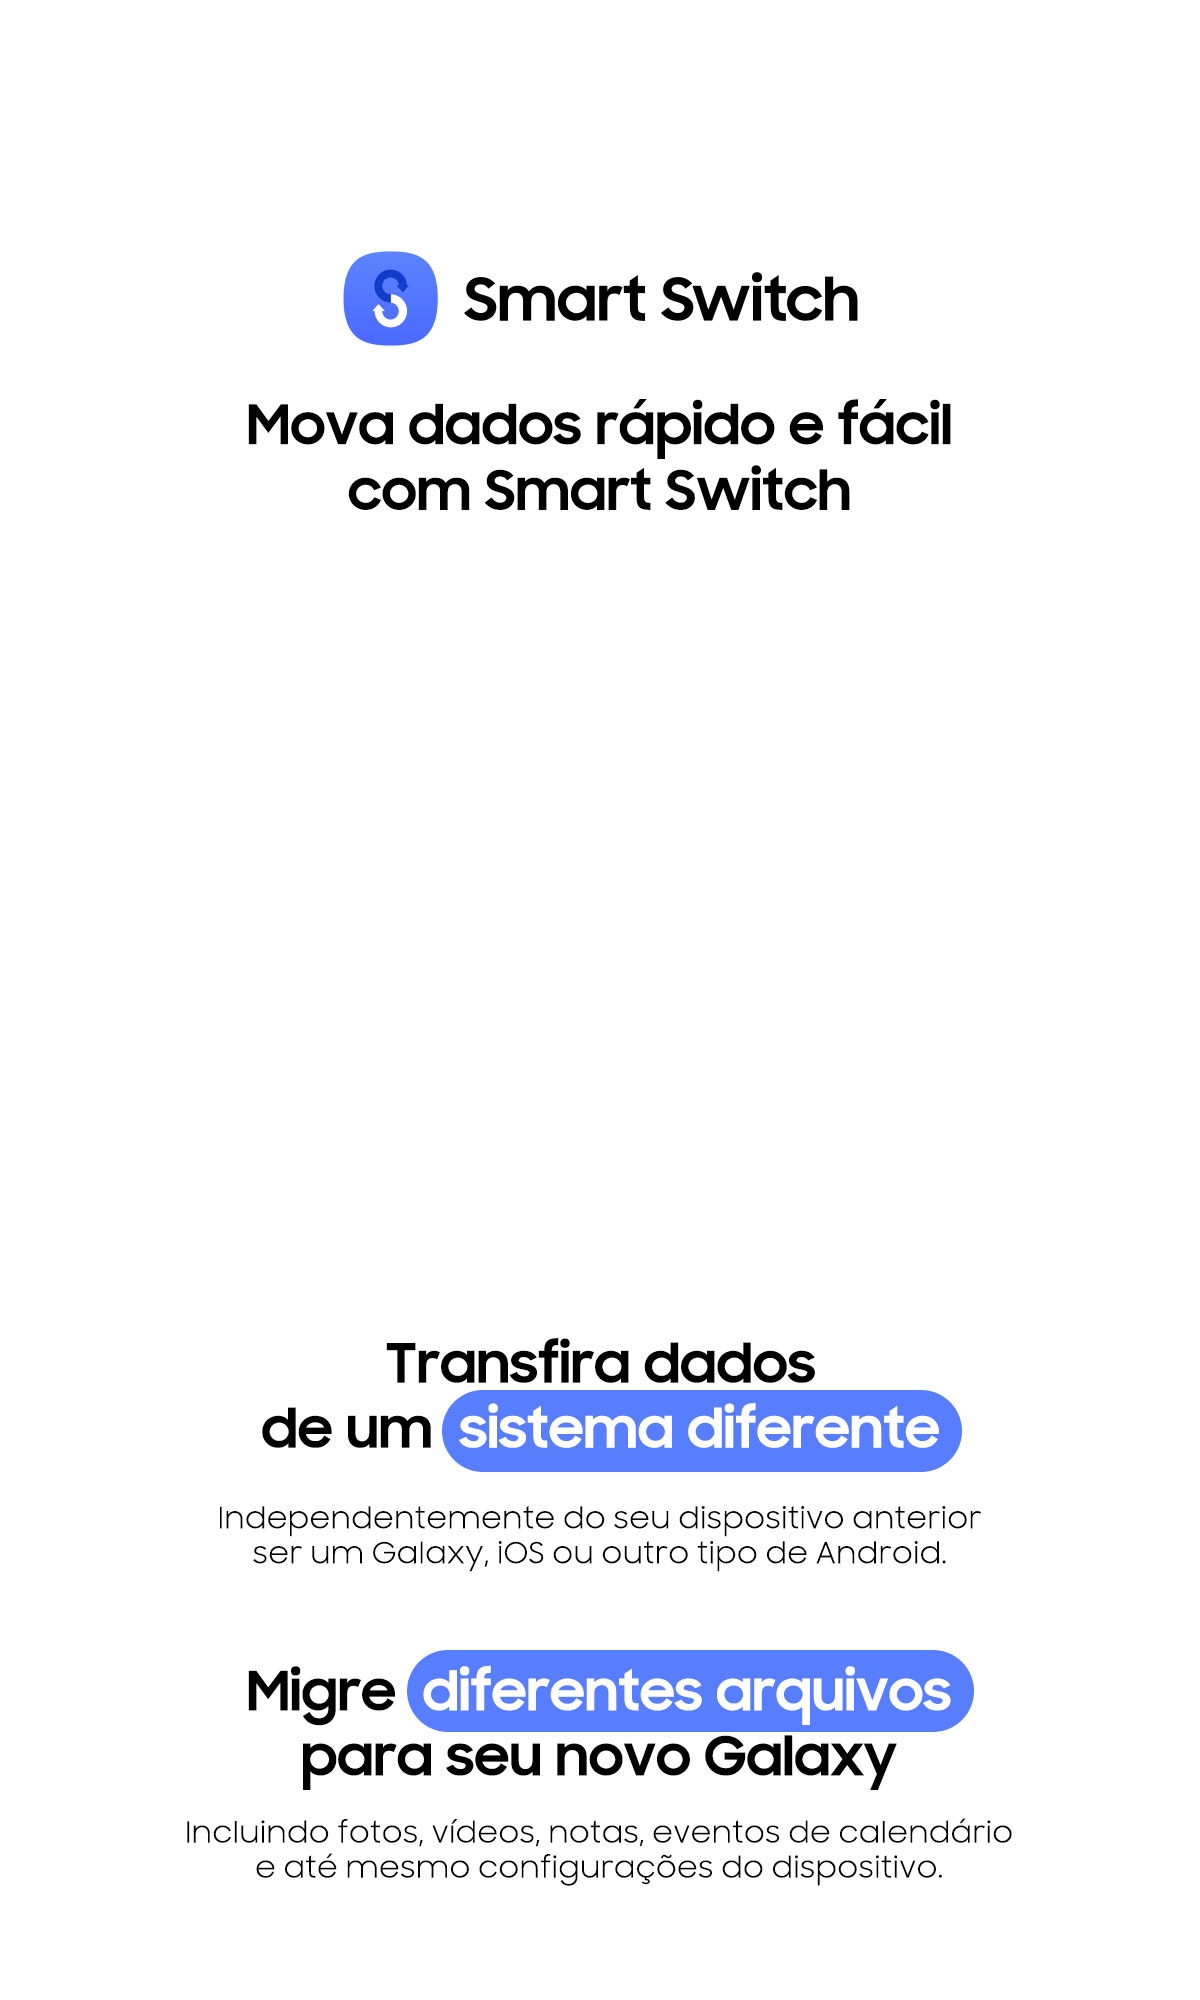 Smart Switch
Mova dados rápido e fácil
com Smart Switch
Transfira dados
de um sistema diferente
Independentemente do seu dispositivo anterior
ser um Galaxy, iOS ou outro tipo de Android.
Migre diferentes arquivos
para seu novo Galaxy
Incluindo fotos, vídeos, notas, eventos de calendário
e até mesmo configurações do dispositivo.